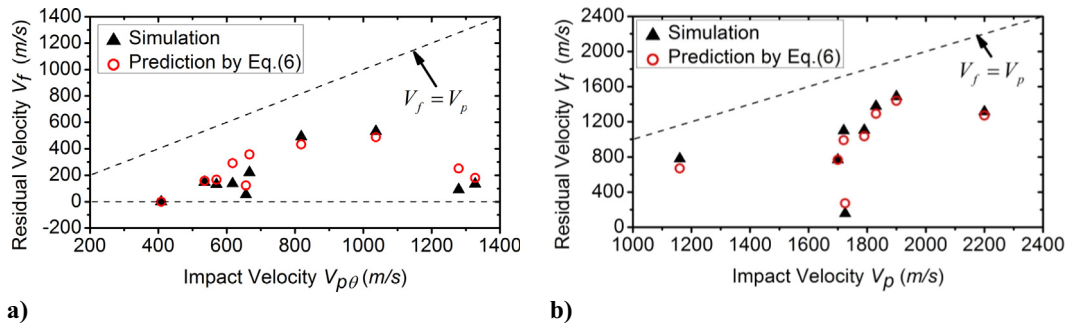 a)
Residual Velocity Vf (m/s)
1400
1200
1000
800
600
400
200
0
-200
Simulation
Prediction by Eq.(6)
Vf = Vp
200 400 600 800 1000 1200 1400
Impact Velocity Vpθ (m/s)
b)
Residual Velocity Vf (m/s)
2400
2000
1600
1200
800
400
0
Simulation
Prediction by Eq.(6)
Vf = Vp
1000 1200 1400 1600 1800 2000 2200 2400
Impact Velocity Vp (m/s)